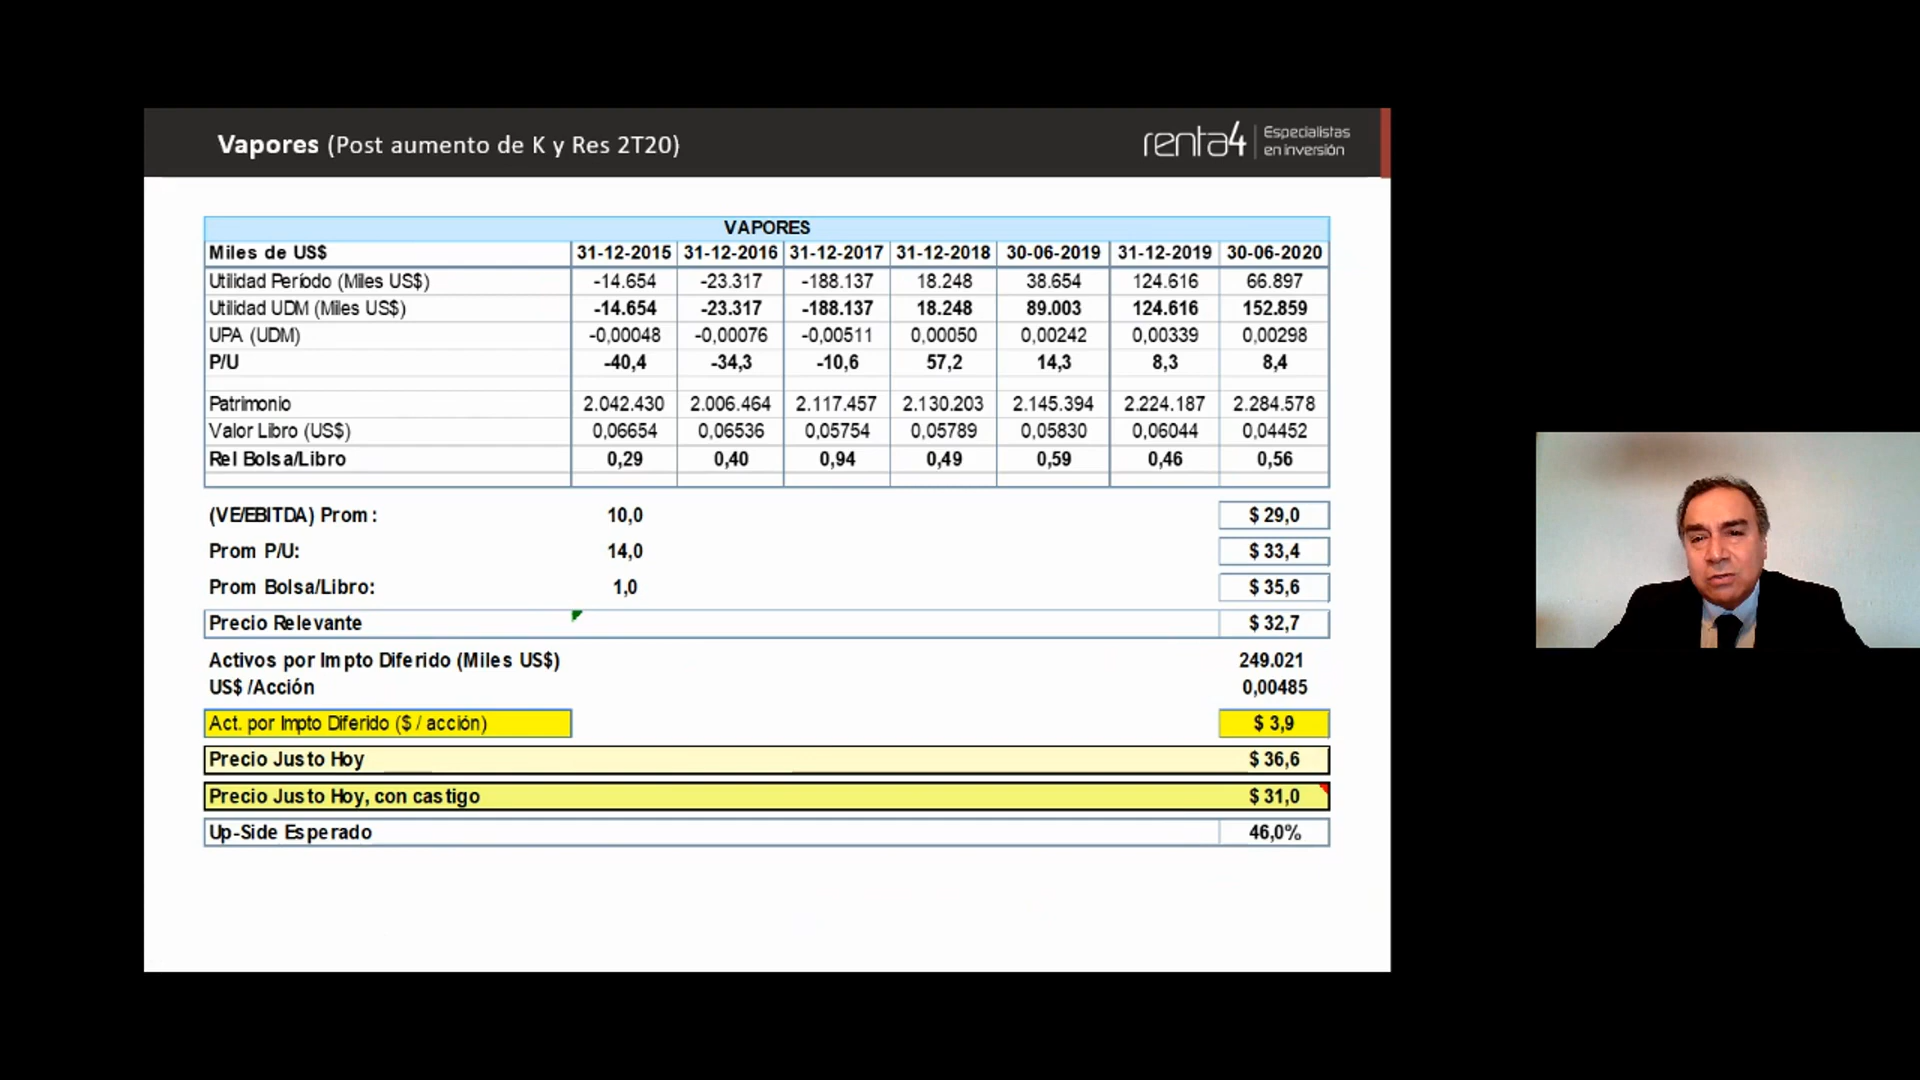 Vapores (Post aumento de K y Res 2T20)
renta4 Especialistas en inversión
VAPORES
Miles de US$ 31-12-2015 31-12-2016 31-12-2017 31-12-2018 30-06-2019 31-12-2019 30-06-2020
Utilidad Período (Miles US$) -14.654 -23.317 -188.137 18.248 38.654 124.616 66.897
Utilidad UDM (Miles US$) -14.654 -23.317 -188.137 18.248 89.003 124.616 152.859
UPA (UDM) -0,00048 -0,00076 -0,00511 0,00050 0,00242 0,00339 0,00298
P/U -40,4 -34,3 -10,6 57,2 14,3 8,3 8,4
Patrimonio 2.042.430 2.006.464 2.117.457 2.130.203 2.145.394 2.224.187 2.284.578
Valor Libro (US$) 0,06654 0,06536 0,05754 0,05789 0,05830 0,06044 0,04452
Rel Bolsa/Libro 0,29 0,40 0,94 0,49 0,59 0,46 0,56
(VE/EBITDA) Prom: 10,0 $ 29,0
Prom P/U: 14,0 $ 33,4
Prom Bolsa/Libro: 1,0 $ 35,6
Precio Relevante $ 32,7
Activos por Impto Diferido (Miles US$) 249.021
US$ /Acción 0,00485
Act. por Impto Diferido ($ / acción) $ 3,9
Precio Justo Hoy $ 36,6
Precio Justo Hoy, con castigo $ 31,0
Up-Side Esperado 46,0%